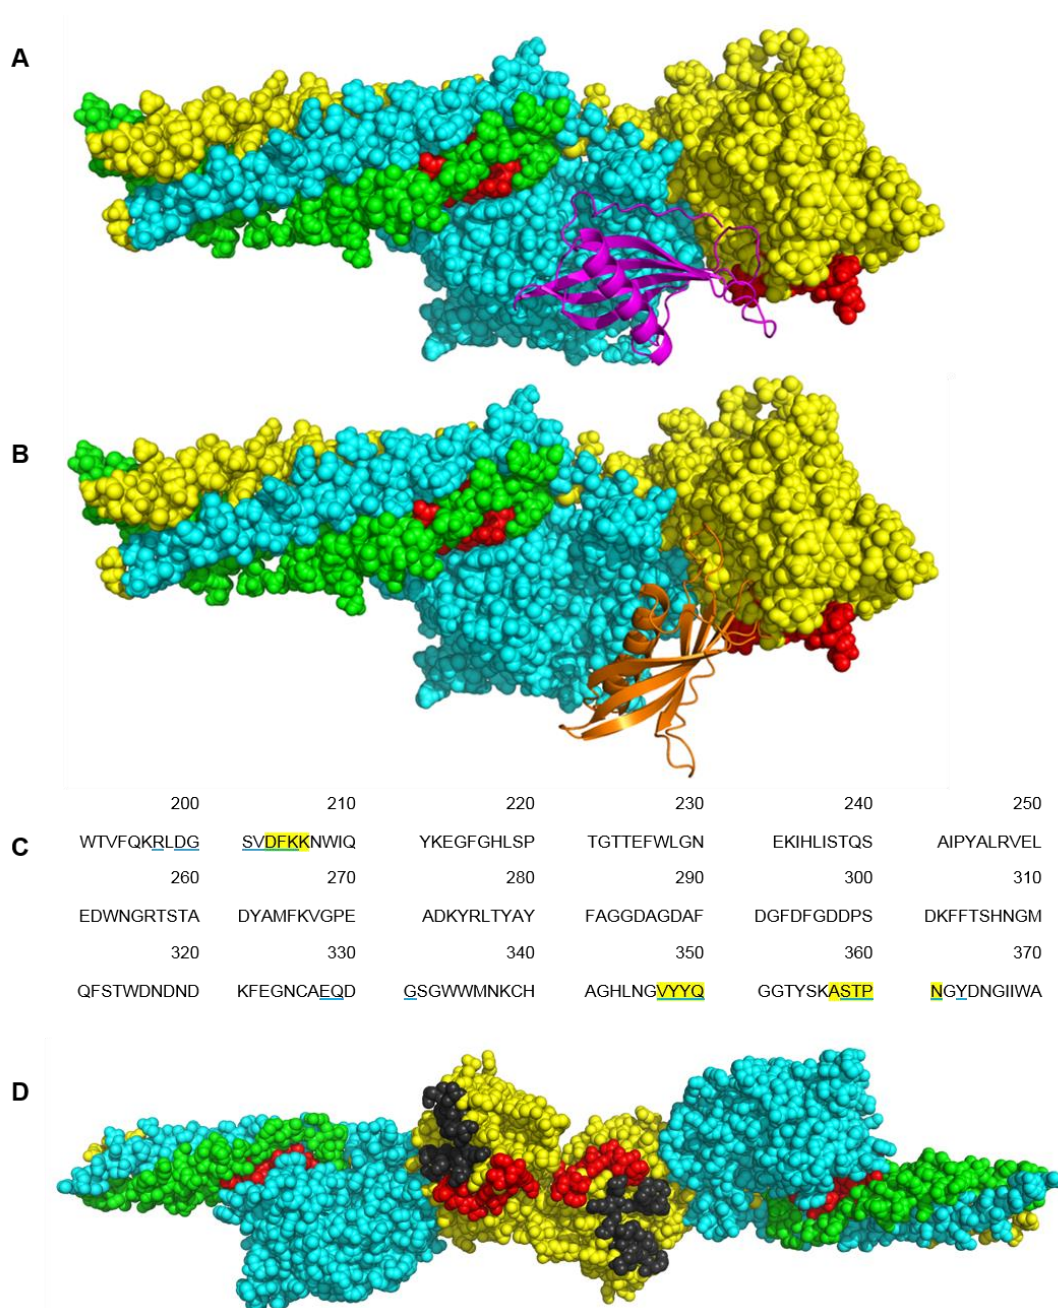 A
B
200 210 220 230 240 250
C
WTVFQKRLDG SVDFKKNWIQ YKEGFGHLSP TGTTEFWLGN EKIHLISTQS AIPYALRVEL
260 270 280 290 300 310
EDWNGRTSTA DYAMFKVGPE ADKYRLTYAY FAGGDAGDAF DGFDFGDDPS DKFFTSHNGM
320 330 340 350 360 370
QFSTWDNDND KFEGNCAEQD GSGWWMNKCH AGHLNGVYYQ GGTYSKASTP NGYDNGIIWA
D